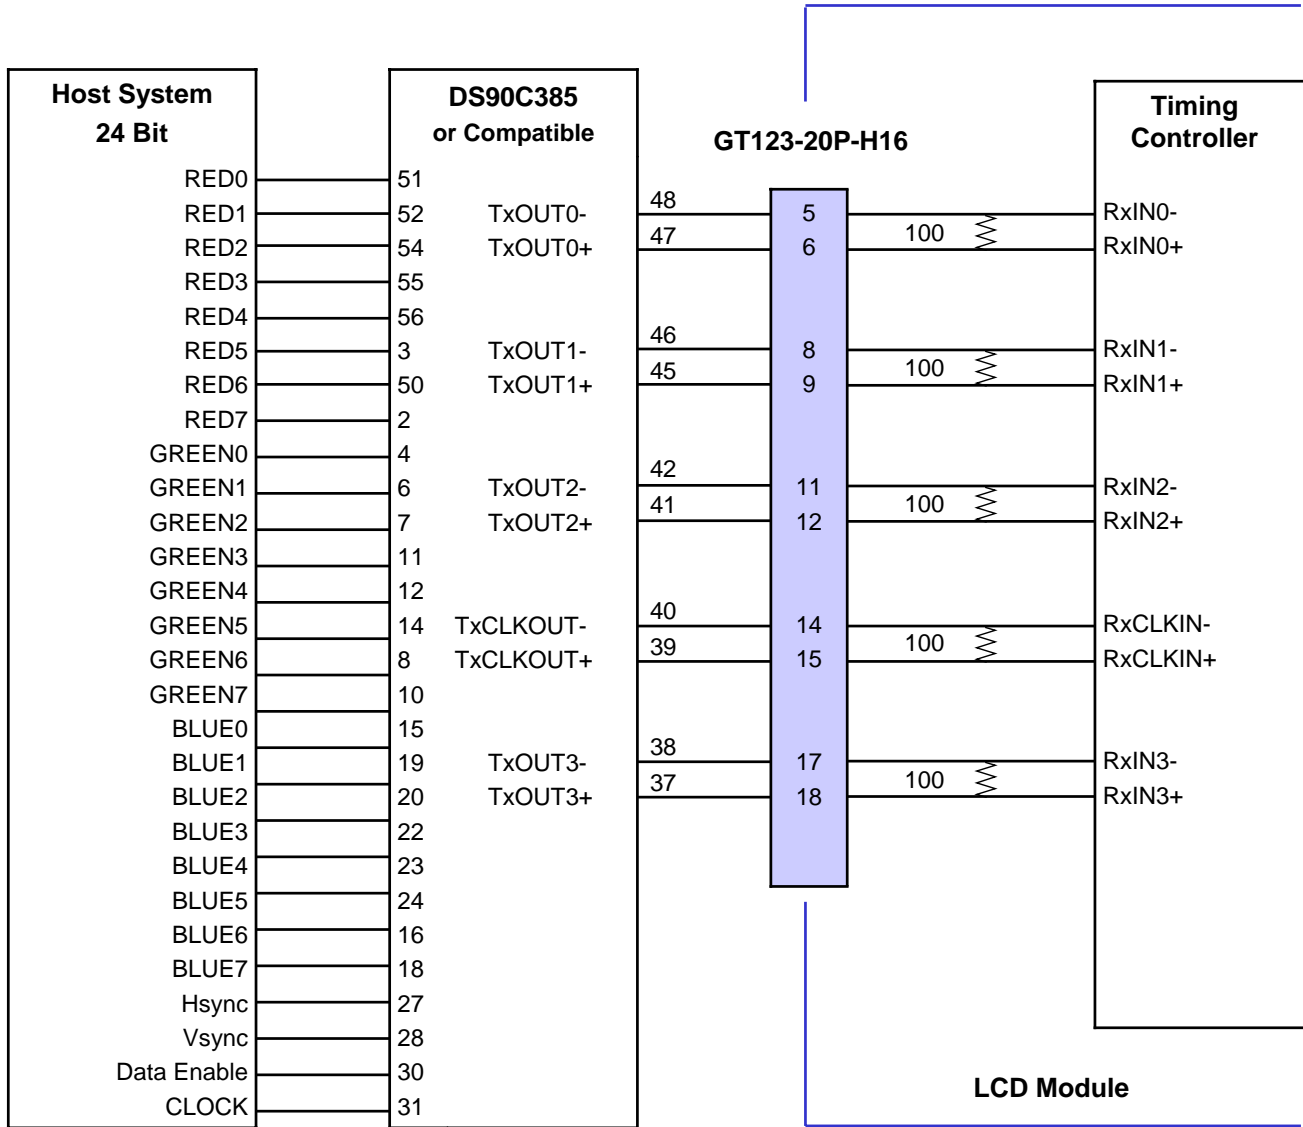 Host System
24 Bit
DS90C385
or Compatible
GT123-20P-H16
Timing
Controller
RED0 51
RED1 52 TxOUT0- 48 5 RxIN0-
100
RED2 54 TxOUT0+ 47 6 RxIN0+
RED3 55
RED4 56
RED5 3 TxOUT1- 46 8 RxIN1-
100
RED6 50 TxOUT1+ 45 9 RxIN1+
RED7 2
GREEN0 4
GREEN1 6 TxOUT2- 42 11 RxIN2-
100
GREEN2 7 TxOUT2+ 41 12 RxIN2+
GREEN3 11
GREEN4 12
GREEN5 14 TxCLKOUT- 40 14 RxCLKIN-
100
GREEN6 8 TxCLKOUT+ 39 15 RxCLKIN+
GREEN7 10
BLUE0 15
BLUE1 19 TxOUT3- 38 17 RxIN3-
100
BLUE2 20 TxOUT3+ 37 18 RxIN3+
BLUE3 22
BLUE4 23
BLUE5 24
BLUE6 16
BLUE7 18
Hsync 27
Vsync 28
Data Enable 30
CLOCK 31
LCD Module